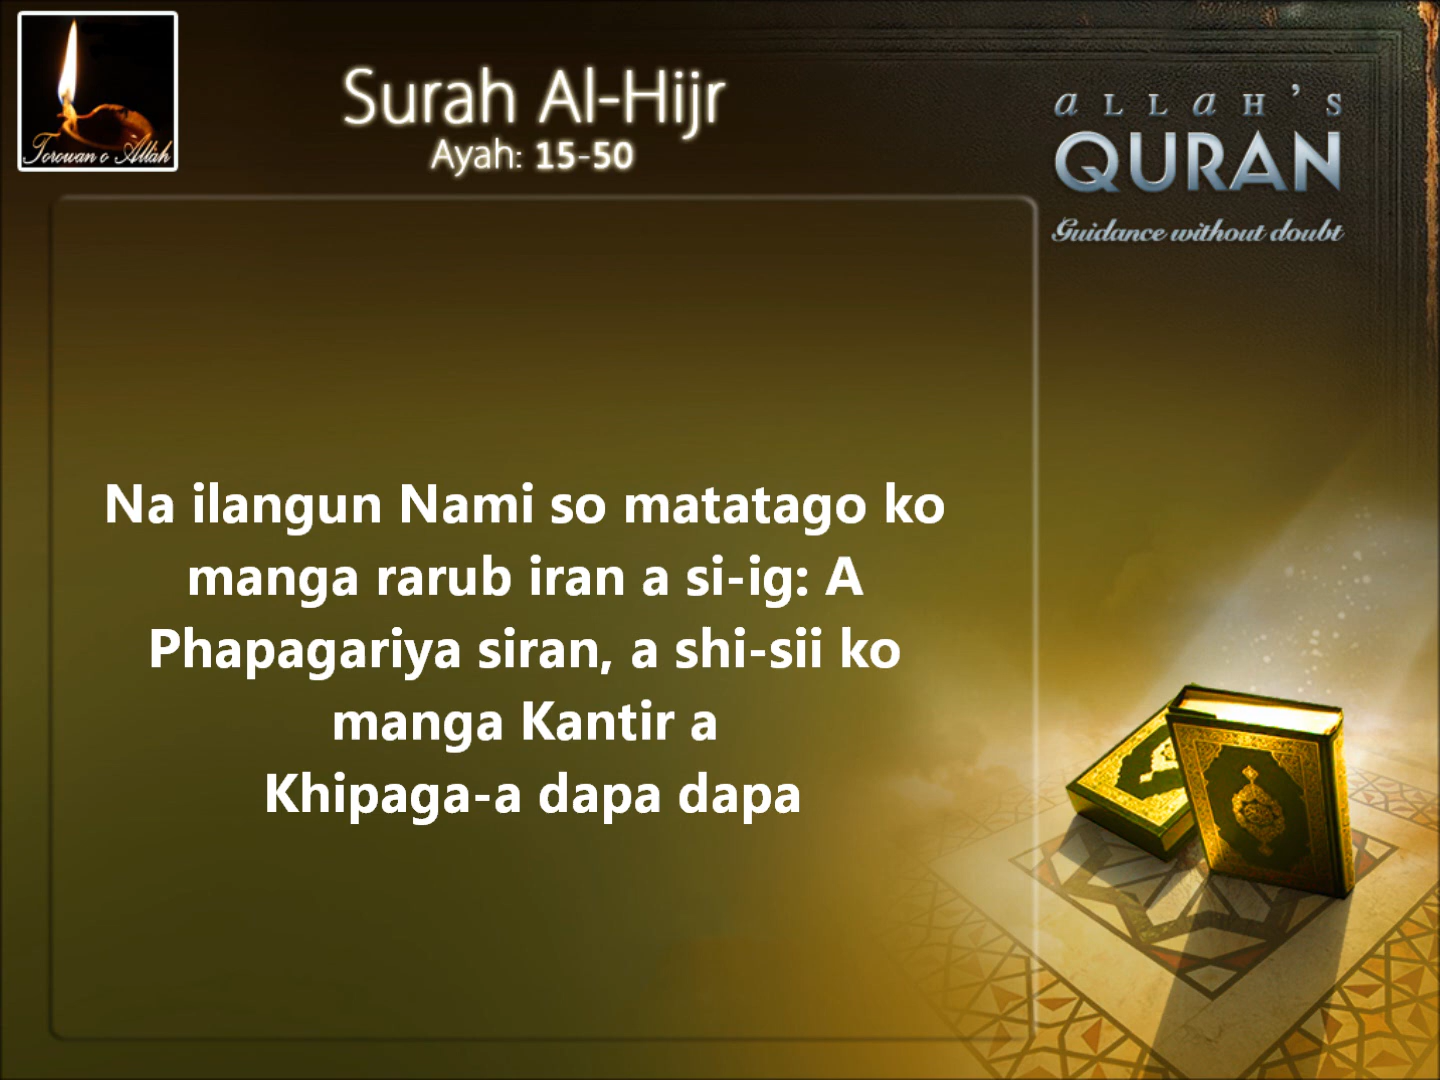 Torowan o Allah
Surah Al-Hijr
Ayah: 15-50
aLLaH's
QURAN
Guidance without doubt
Na ilangun Nami so matatago ko
manga rarub iran a si-ig: A
Phapagariya siran, a shi-sii ko
manga Kantir a
Khipaga-a dapa dapa